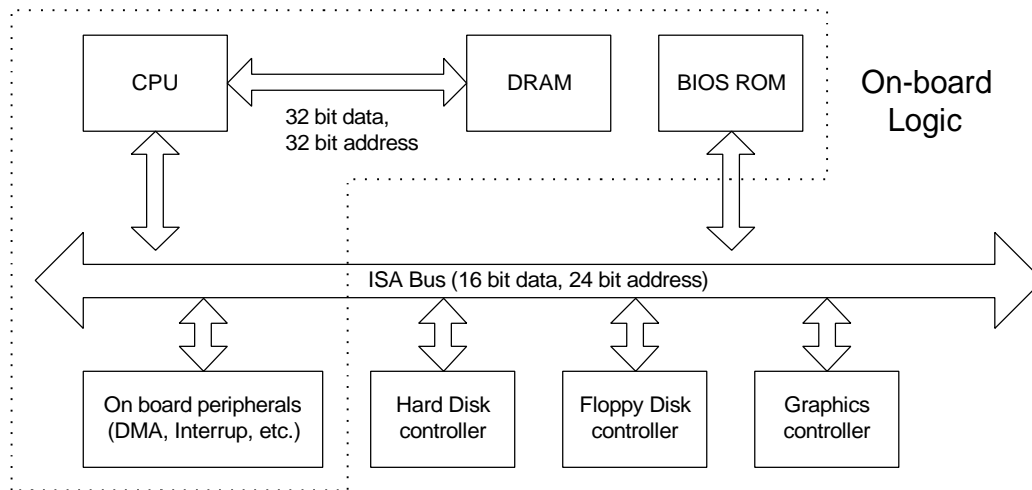 CPU
DRAM
BIOS ROM
On-board
Logic
32 bit data,
32 bit address
ISA Bus (16 bit data, 24 bit address)
On board peripherals
(DMA, Interrup, etc.)
Hard Disk
controller
Floppy Disk
controller
Graphics
controller